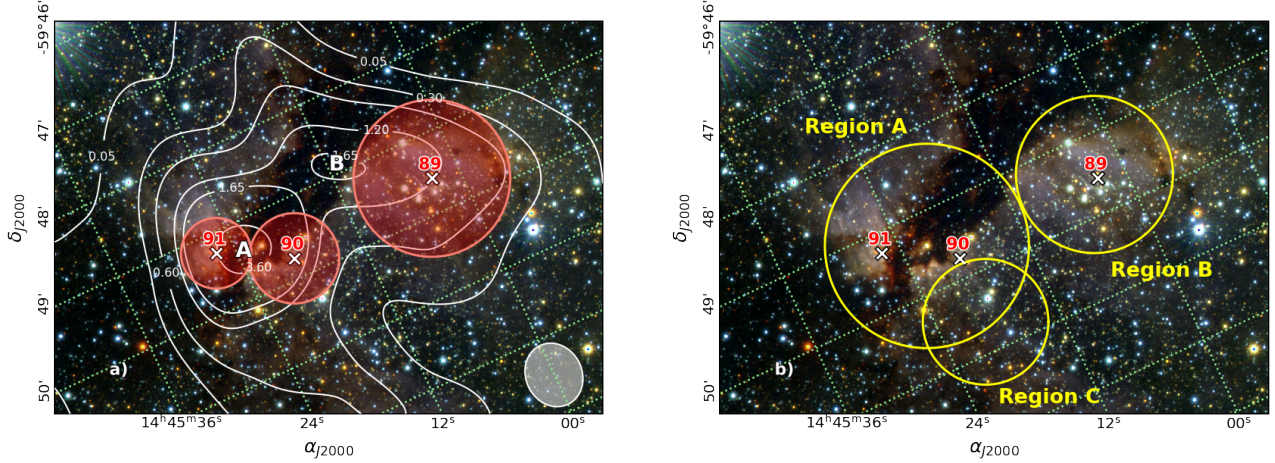 -59°46'
47'
48'
49'
50'
δJ2000
0.05
0.30
1.20
1.65
B
89
0.05
1.65
91
A
90
3.60
0.60
a)
14ʰ45ᵐ36ˢ
24ˢ
12ˢ
00ˢ
αJ2000
-59°46'
47'
48'
49'
50'
δJ2000
Region A
89
91
90
Region B
b)
Region C
14ʰ45ᵐ36ˢ
24ˢ
12ˢ
00ˢ
αJ2000